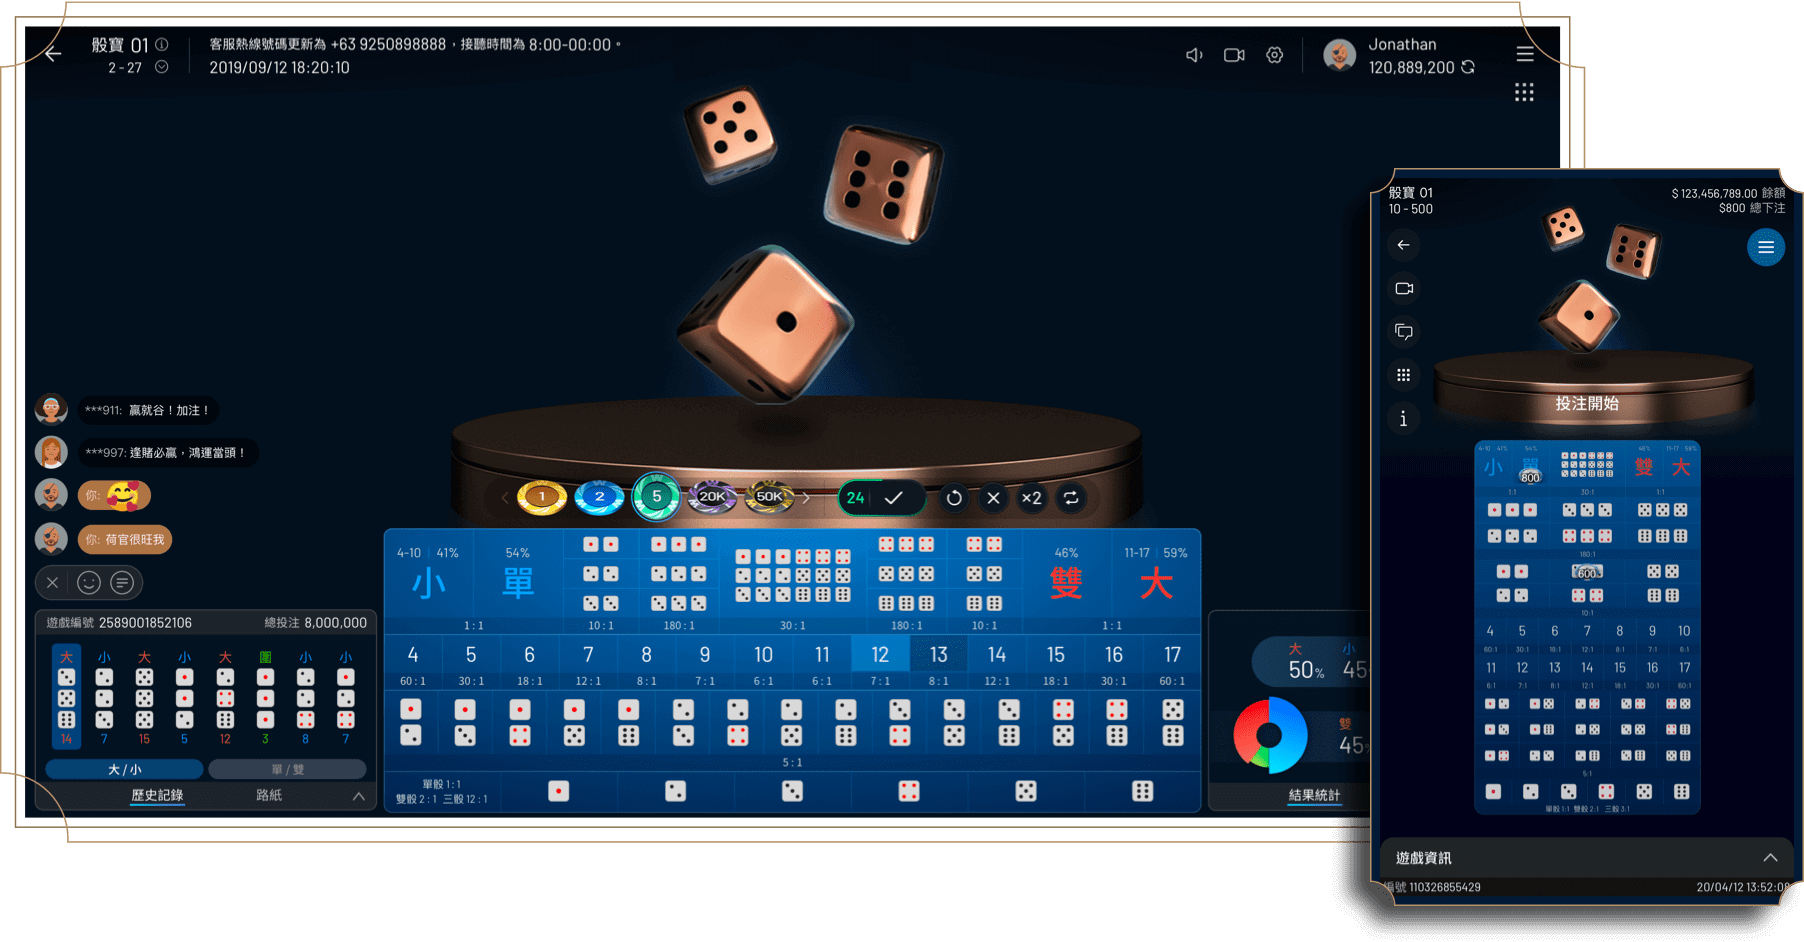 骰寶 01
2 - 27
客服熱線號碼更新為 +63 9250898888，接聽時間為 8:00-00:00。
2019/09/12 18:20:10
Jonathan
120,889,200
***911: 贏就谷！加注！
***997: 逢賭必贏，鴻運當頭！
你:
你: 荷官很旺我
1 2 5 20K 50K
24
×2
4-10 41% 54% 46% 11-17 59%
小 單 雙 大
1 : 1 10 : 1 180 : 1 30 : 1 180 : 1 10 : 1 1 : 1
4 5 6 7 8 9 10 11 12 13 14 15 16 17
60 : 1 30 : 1 18 : 1 12 : 1 8 : 1 7 : 1 6 : 1 6 : 1 7 : 1 8 : 1 12 : 1 18 : 1 30 : 1 60 : 1
5 : 1
單骰 1 : 1
雙骰 2 : 1 三骰 12 : 1
遊戲編號 2589001852106 總投注 8,000,000
大 小 大 小 大 圍 小 小
14 7 15 5 12 3 8 7
大 / 小 單 / 雙
歷史記錄 路紙
大 小
50% 45
雙
45%
結果統計
骰寶 01
10 - 500
$ 123,456,789.00 餘額
$800 總下注
投注開始
4-10 41% 54% 46% 11-17 59%
小 單 雙 大
800
1:1 30:1 1:1
180:1
600
10:1
4 5 6 7 8 9 10
60:1 30:1 18:1 12:1 8:1 7:1 6:1
11 12 13 14 15 16 17
6:1 7:1 8:1 12:1 18:1 30:1 60:1
5:1
單骰 1:1 雙骰 2:1 三骰 3:1
遊戲資訊
編號 110326855429 20/04/12 13:52:08